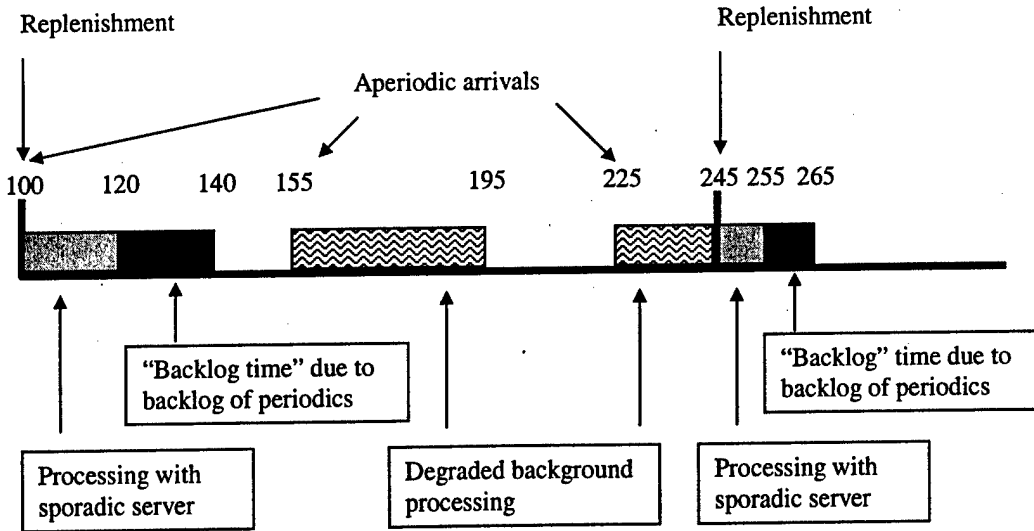 Replenishment
Replenishment
Aperiodic arrivals
100 120 140 155 195 225 245 255 265
"Backlog time" due to
backlog of periodics
"Backlog" time due to
backlog of periodics
Processing with
sporadic server
Degraded background
processing
Processing with
sporadic server